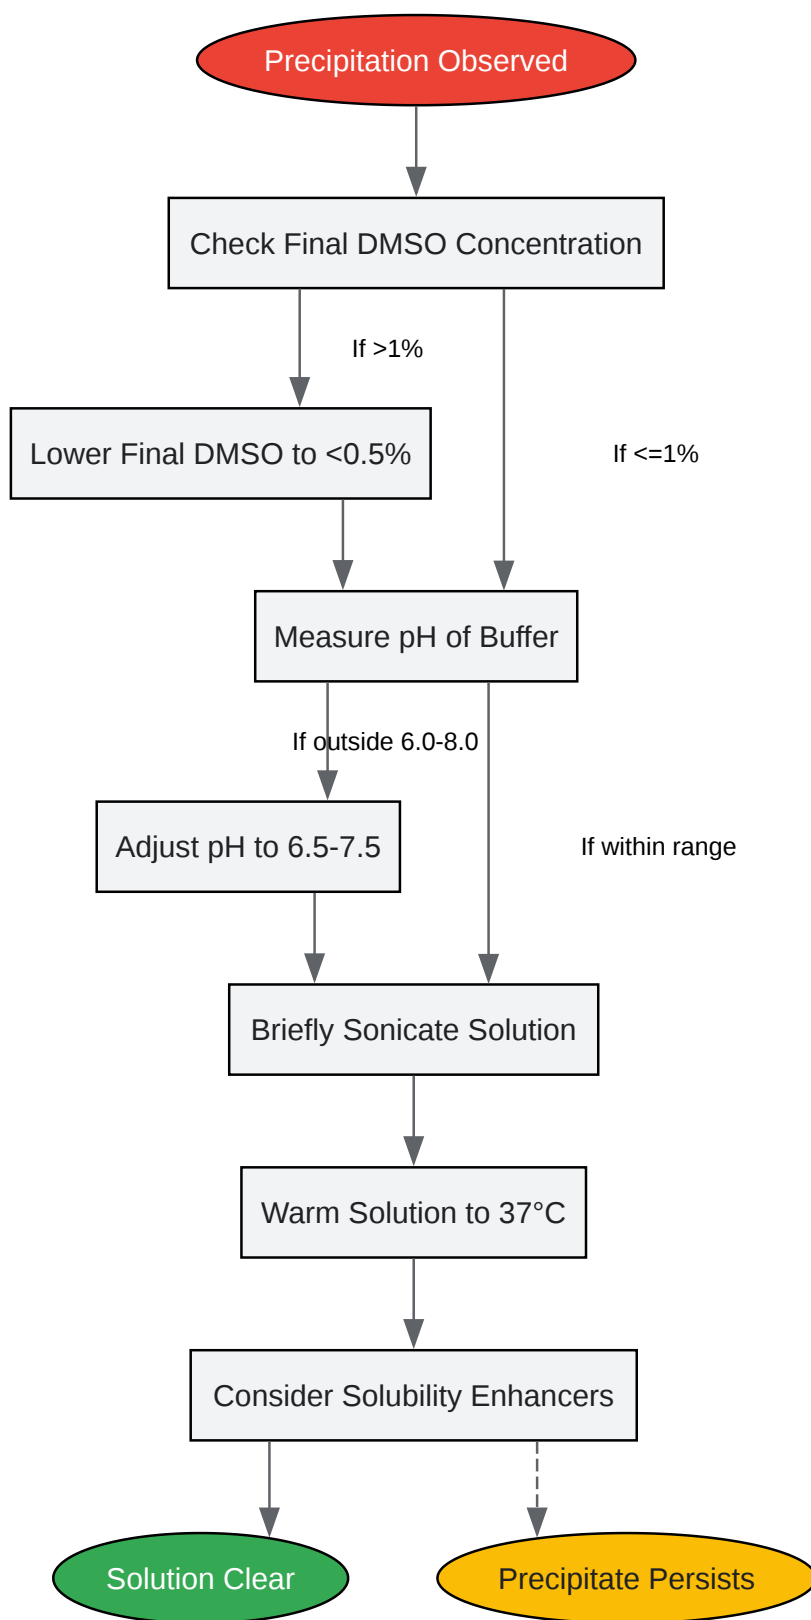 Precipitation Observed
Check Final DMSO Concentration
If >1%
Lower Final DMSO to <0.5%
If <=1%
Measure pH of Buffer
If outside 6.0-8.0
Adjust pH to 6.5-7.5
If within range
Briefly Sonicate Solution
Warm Solution to 37°C
Consider Solubility Enhancers
Solution Clear
Precipitate Persists